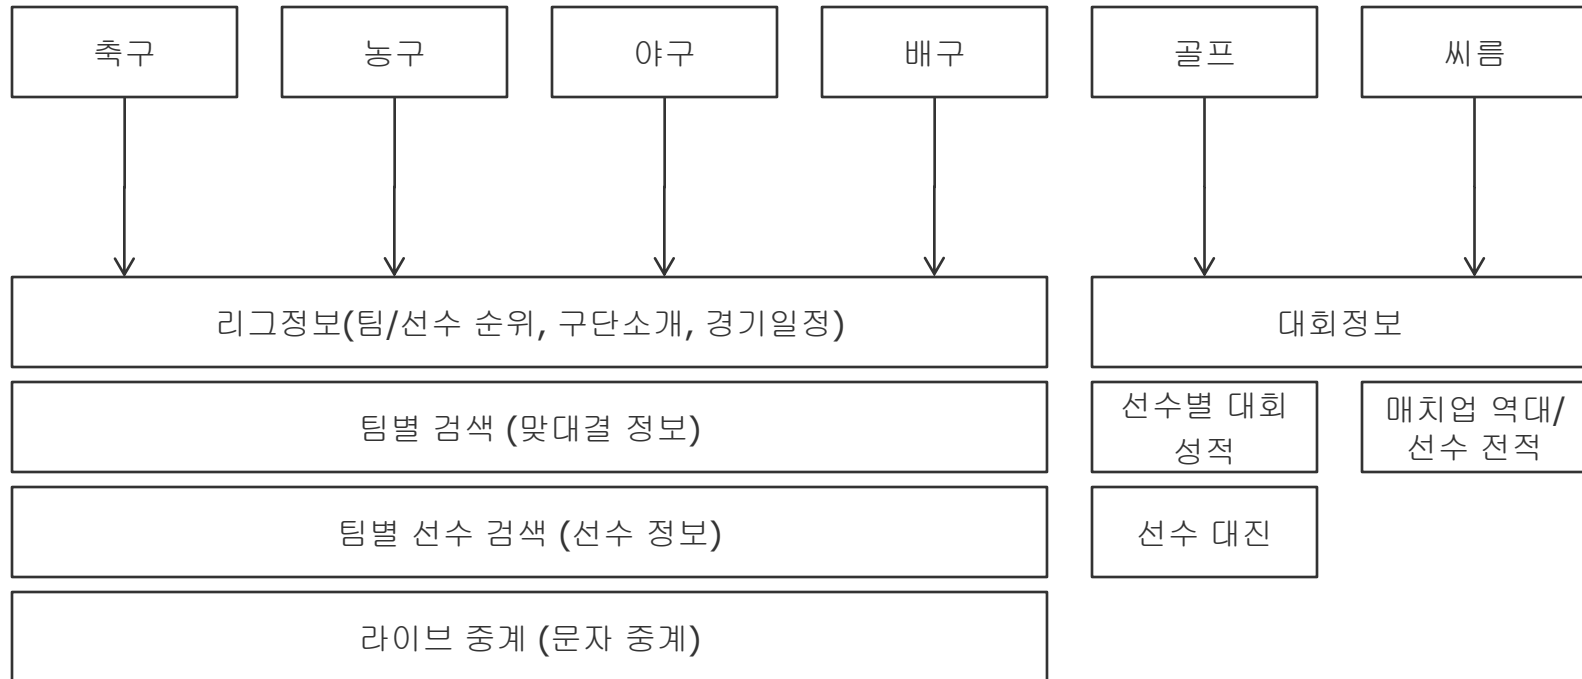 축구
농구
야구
배구
골프
씨름
리그정보(팀/선수 순위, 구단소개, 경기일정)
대회정보
팀별 검색 (맞대결 정보)
선수별 대회
성적
매치업 역대/
선수 전적
팀별 선수 검색 (선수 정보)
선수 대진
라이브 중계 (문자 중계)